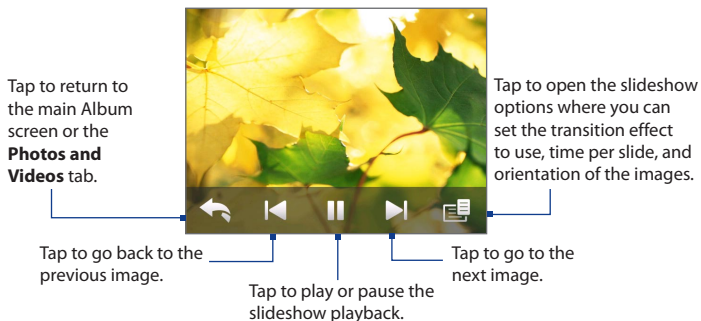 Tap to return to
the main Album
screen or the
Photos and
Videos tab.
Tap to open the slideshow
options where you can
set the transition effect
to use, time per slide, and
orientation of the images.
Tap to go back to the
previous image.
Tap to go to the
next image.
Tap to play or pause the
slideshow playback.